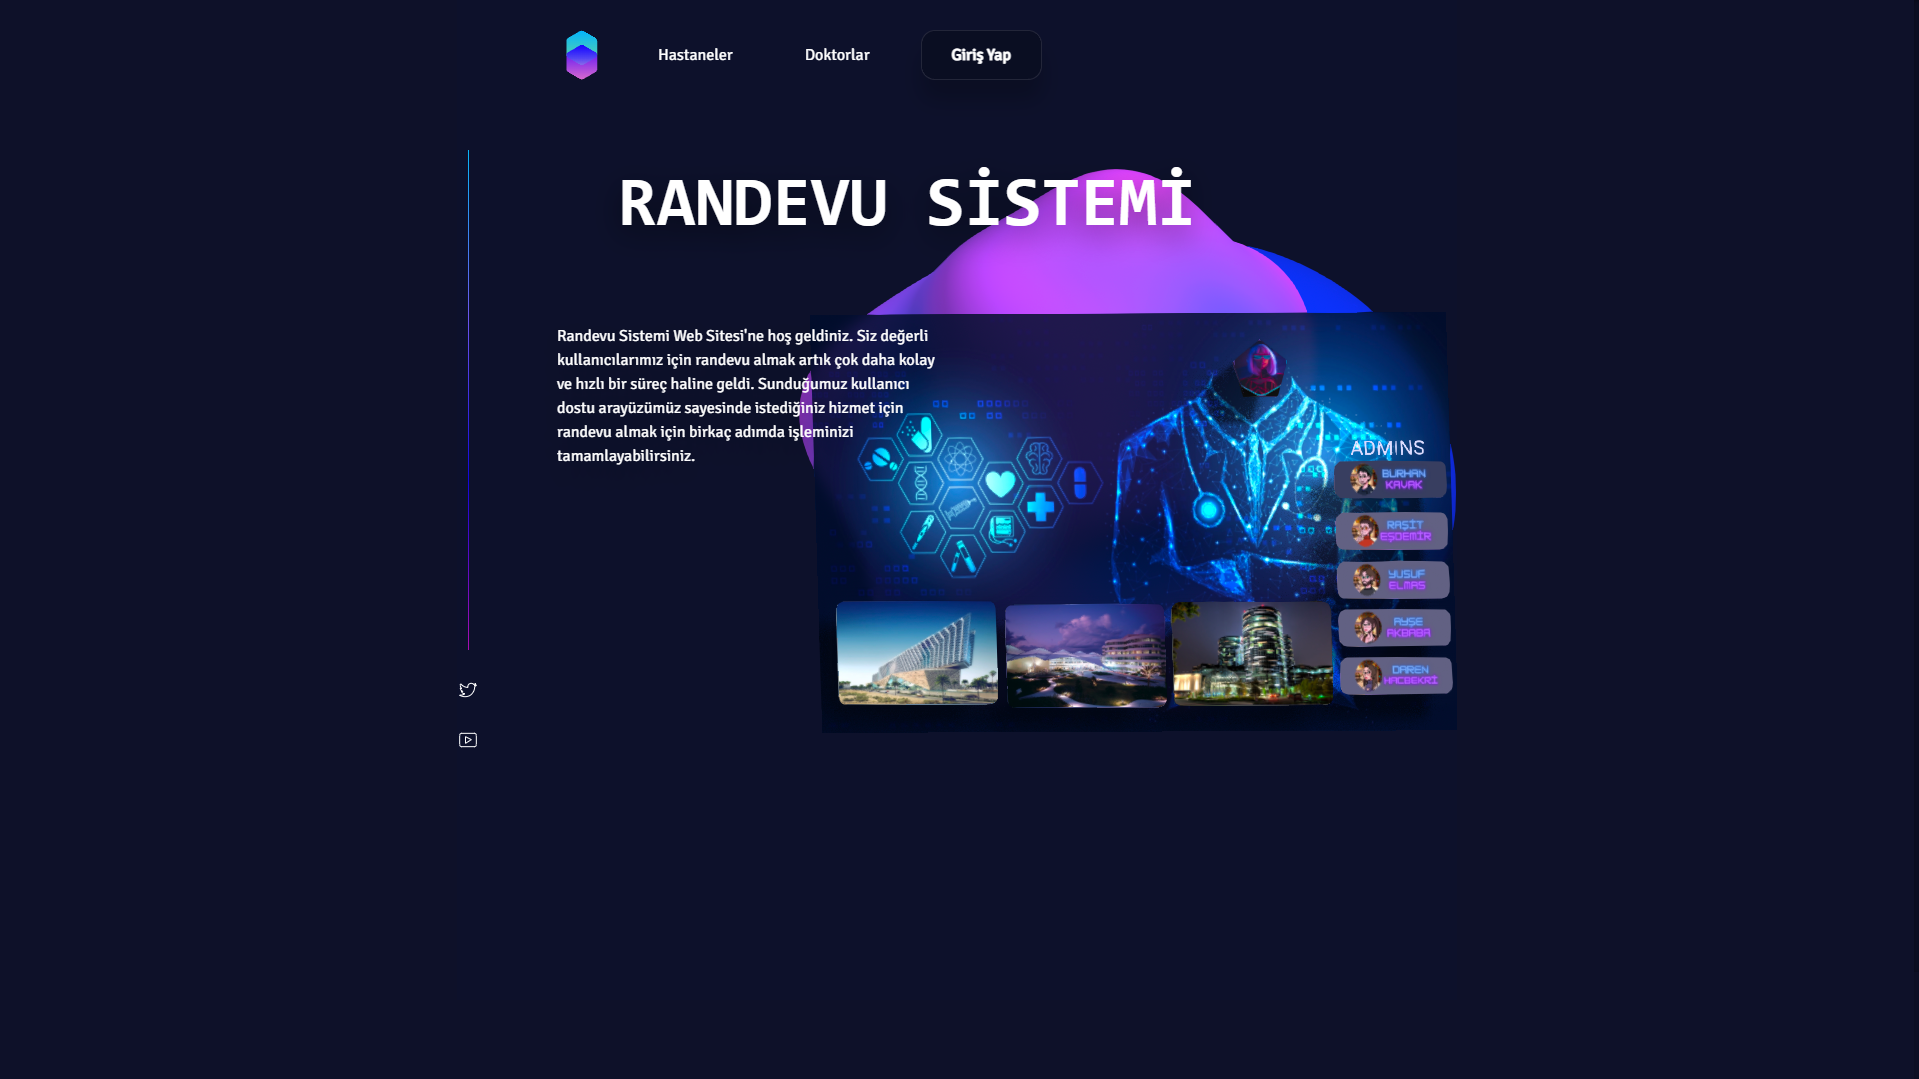 Hastaneler
Doktorlar
Giriş Yap
RANDEVU SİSTEMİ
Randevu Sistemi Web Sitesi'ne hoş geldiniz. Siz değerli
kullanıcılarımız için randevu almak artık çok daha kolay
ve hızlı bir süreç haline geldi. Sunduğumuz kullanıcı
dostu arayüzümüz sayesinde istediğiniz hizmet için
randevu almak için birkaç adımda işleminizi
tamamlayabilirsiniz.
ADMINS
BURHAN
KAVAK
RAŞİT
EŞDEMİR
YUSUF
ELMAS
AYŞE
AKBABA
DAREN
HACBEKRİ